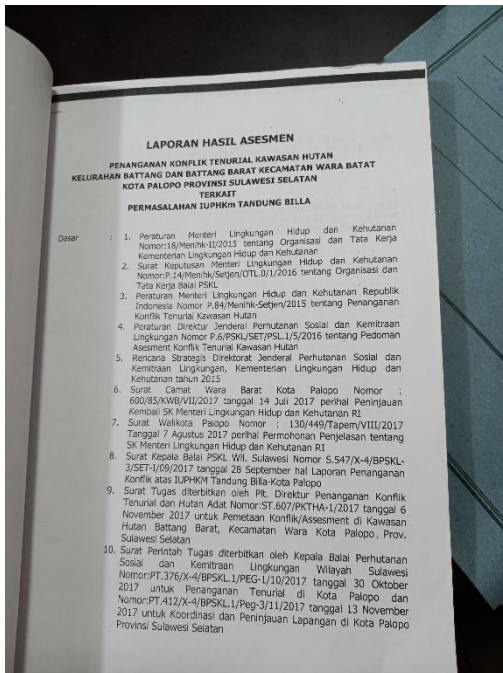 LAPORAN HASIL ASESMEN
PENANGANAN KONFLIK TENURIAL KAWASAN HUTAN
KELURAHAN BATTANG DAN BATTANG BARAT KECAMATAN WARA BATAT
KOTA PALOPO PROVINSI SULAWESI SELATAN
TERKAIT
PERMASALAHAN IUPHKm TANDUNG BILLA
Dasar : 1. Peraturan Menteri Lingkungan Hidup dan Kehutanan
Nomor:18/Menlhk-II/2015 tentang Organisasi dan Tata Kerja
Kementerian Lingkungan Hidup dan Kehutanan
2. Surat Keputusan Menteri Lingkungan Hidup dan Kehutanan
Nomor:P.14/Menlhk/Setjen/OTL.0/1/2016 tentang Organisasi dan
Tata Kerja Balai PSKL
3. Peraturan Menteri Lingkungan Hidup dan Kehutanan Republik
Indonesia Nomor P.84/Menlhk-Setjen/2015 tentang Penanganan
Konflik Tenurial Kawasan Hutan
4. Peraturan Direktur Jenderal Perhutanan Sosial dan Kemitraan
Lingkungan Nomor P.6/PSKL/SET/PSL.1/5/2016 tentang Pedoman
Asesment Konflik Tenurial Kawasan Hutan
5. Rencana Strategis Direktorat Jenderal Perhutanan Sosial dan
Kemitraan Lingkungan, Kementerian Lingkungan Hidup dan
Kehutanan tahun 2015
6. Surat Camat Wara Barat Kota Palopo Nomor :
600/85/KWB/VII/2017 tanggal 14 Juli 2017 perihal Peninjauan
Kembali SK Menteri Lingkungan Hidup dan Kehutanan RI
7. Surat Walikota Palopo Nomor : 130/449/Tapem/VIII/2017
Tanggal 7 Agustus 2017 perihal Permohonan Penjelasan tentang
SK Menteri Lingkungan Hidup dan Kehutanan RI
8. Surat Kepala Balai PSKL Wil. Sulawesi Nomor S.547/X-4/BPSKL-
3/SET-I/09/2017 tanggal 28 September hal Laporan Penanganan
Konflik atas IUPHKM Tandung Billa-Kota Palopo
9. Surat Tugas diterbitkan oleh Plt. Direktur Penanganan Konflik
Tenurial dan Hutan Adat Nomor:ST.607/PKTHA-1/2017 tanggal 6
November 2017 untuk Pemetaan Konflik/Assesment di Kawasan
Hutan Battang Barat, Kecamatan Wara Kota Palopo, Prov.
Sulawesi Selatan
10. Surat Perintah Tugas diterbitkan oleh Kepala Balai Perhutanan
Sosial dan Kemitraan Lingkungan Wilayah Sulawesi
Nomor:PT.376/X-4/BPSKL.1/PEG-1/10/2017 tanggal 30 Oktober
2017 untuk Penanganan Tenurial di Kota Palopo dan
Nomor:PT.412/X-4/BPSKL.1/Peg-3/11/2017 tanggal 13 November
2017 untuk Koordinasi dan Peninjauan Lapangan di Kota Palopo
Provinsi Sulawesi Selatan